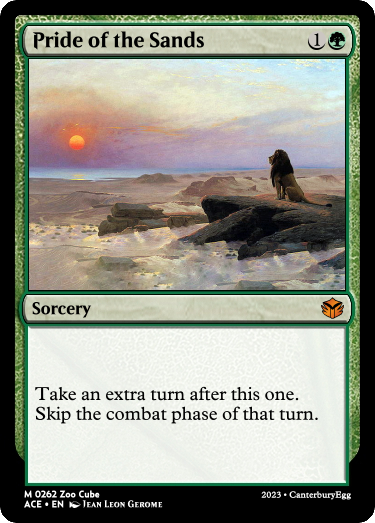 Pride of the Sands 1
Sorcery
Take an extra turn after this one.
Skip the combat phase of that turn.
M 0262 Zoo Cube
ACE • EN Jean Leon Gerome
2023 • CanterburyEgg